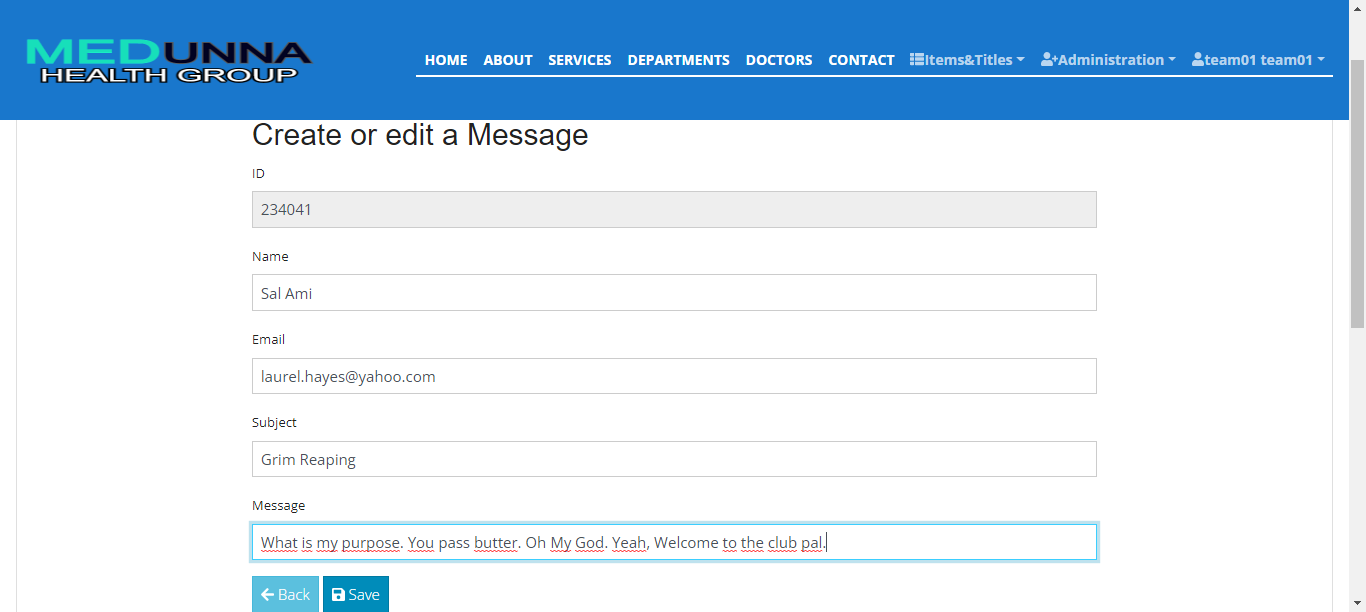 MEDUNNA
HEALTH GROUP
HOME ABOUT SERVICES DEPARTMENTS DOCTORS CONTACT Items&Titles Administration team01 team01
Create or edit a Message
ID
234041
Name
Sal Ami
Email
laurel.hayes@yahoo.com
Subject
Grim Reaping
Message
What is my purpose. You pass butter. Oh My God. Yeah, Welcome to the club pal.
Back Save